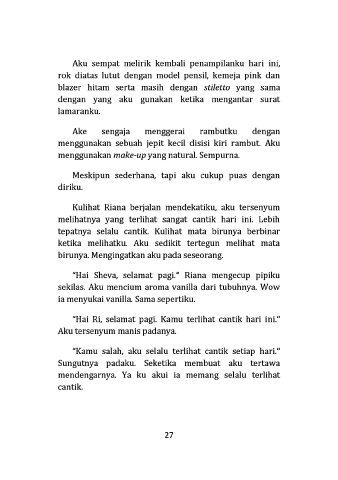 Aku sempat melirik kembali penampilanku hari ini,
rok diatas lutut dengan model pensil, kemeja pink dan
blazer hitam serta masih dengan stiletto yang sama
dengan yang aku gunakan ketika mengantar surat
lamaranku.
Ake sengaja menggerai rambutku dengan
menggunakan sebuah jepit kecil disisi kiri rambut. Aku
menggunakan make-up yang natural. Sempurna.
Meskipun sederhana, tapi aku cukup puas dengan
diriku.
Kulihat Riana berjalan mendekatiku, aku tersenyum
melihatnya yang terlihat sangat cantik hari ini. Lebih
tepatnya selalu cantik. Kulihat mata birunya berbinar
ketika melihatku. Aku sedikit tertegun melihat mata
birunya. Mengingatkan aku pada seseorang.
"Hai Sheva, selamat pagi." Riana mengecup pipiku
sekilas. Aku mencium aroma vanilla dari tubuhnya. Wow
ia menyukai vanilla. Sama sepertiku.
"Hai Ri, selamat pagi. Kamu terlihat cantik hari ini."
Aku tersenyum manis padanya.
"Kamu salah, aku selalu terlihat cantik setiap hari."
Sungutnya padaku. Seketika membuat aku tertawa
mendengarnya. Ya ku akui ia memang selalu terlihat
cantik.
27